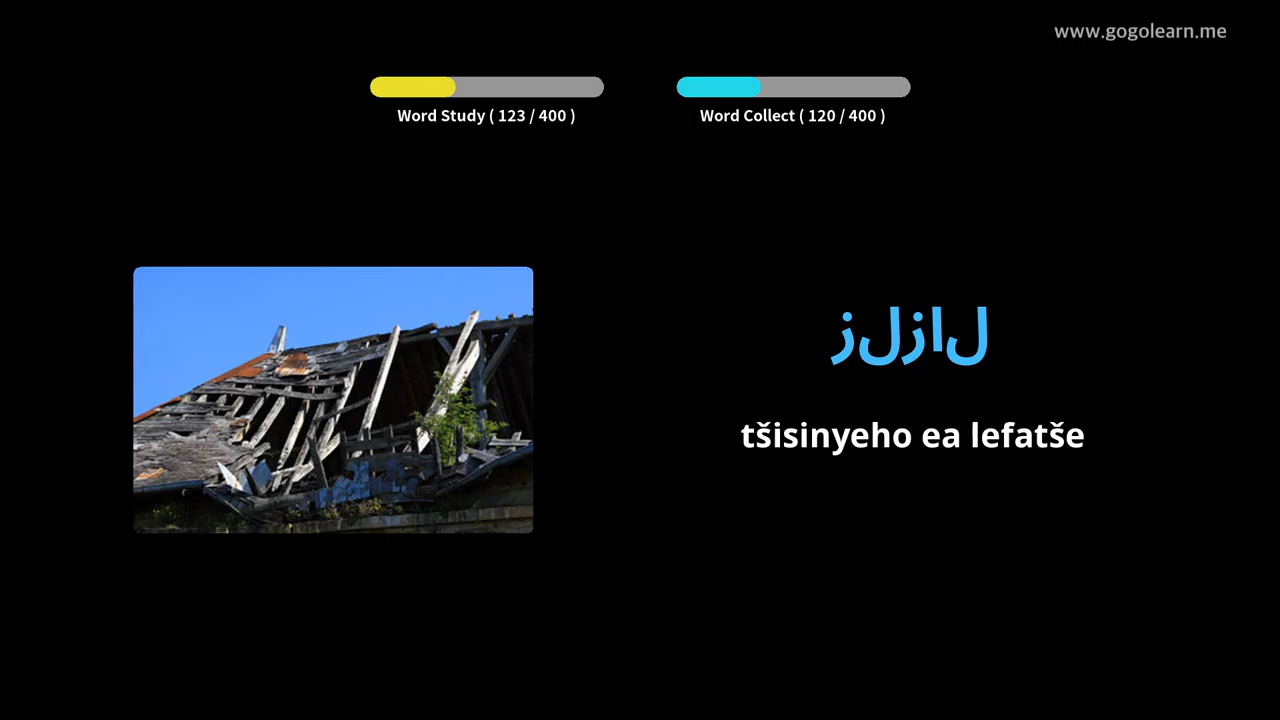 www.gogolearn.me
Word Study ( 123 / 400 )
Word Collect ( 120 / 400 )
زلزال
tšisinyeho ea lefatše